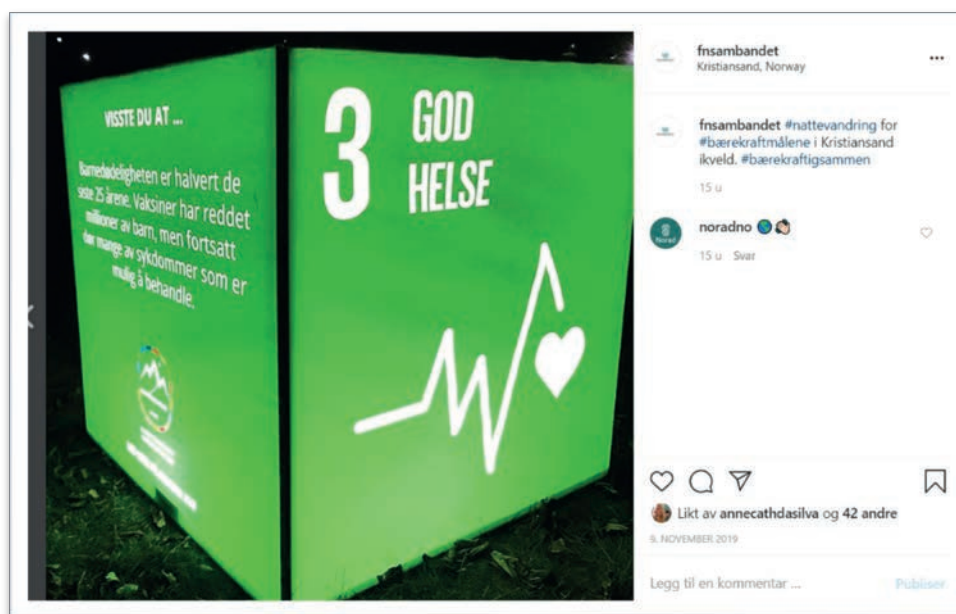 VISSTE DU AT ...
Barnedødeligheten er halvert de
siste 25 årene. Vaksiner har reddet
millioner av barn, men fortsatt
dør mange av sykdommer som er
mulig å behandle.
3 GOD
HELSE
fnsambandet
Kristiansand, Norway
fnsambandet #nattevandring for
#bærekraftmålene i Kristiansand
ikveld. #bærekraftigsammen
15 u
Norad
noradno
15 u Svar
Likt av annecathdasilva og 42 andre
NOVEMBER 2019
Legg til en kommentar ...
Publiser